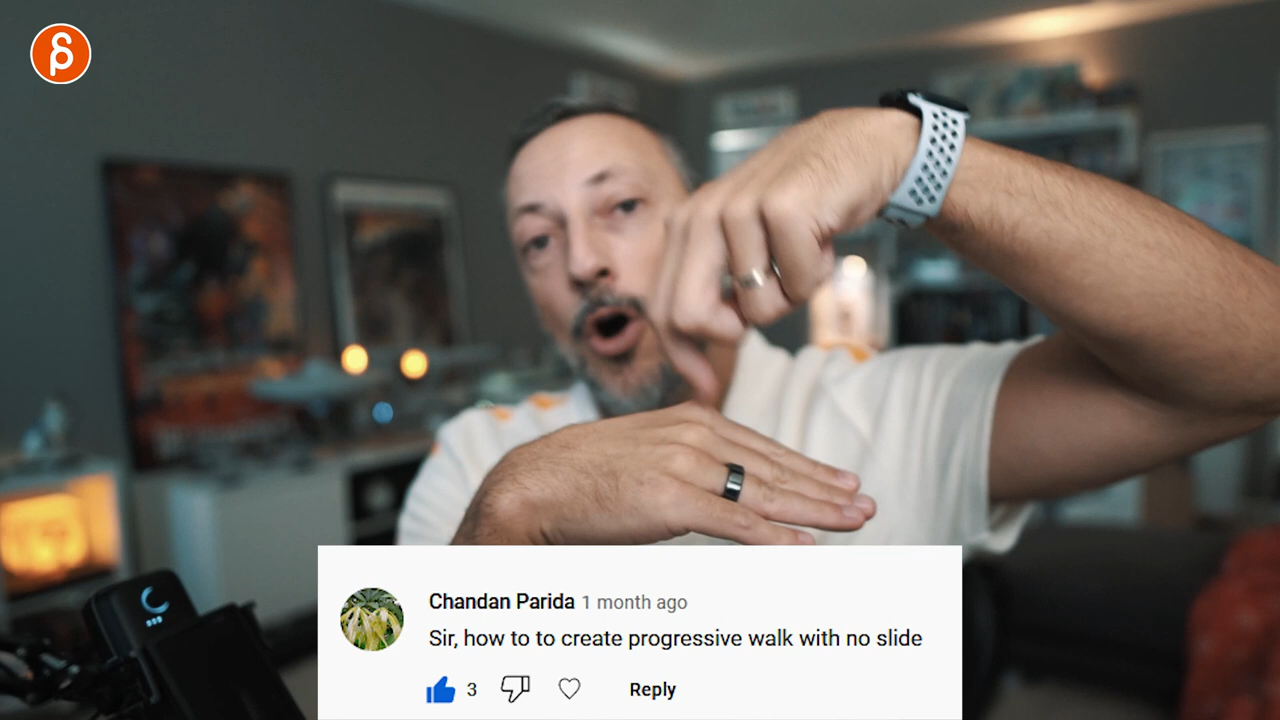 Chandan Parida 1 month ago
Sir, how to to create progressive walk with no slide
3
Reply